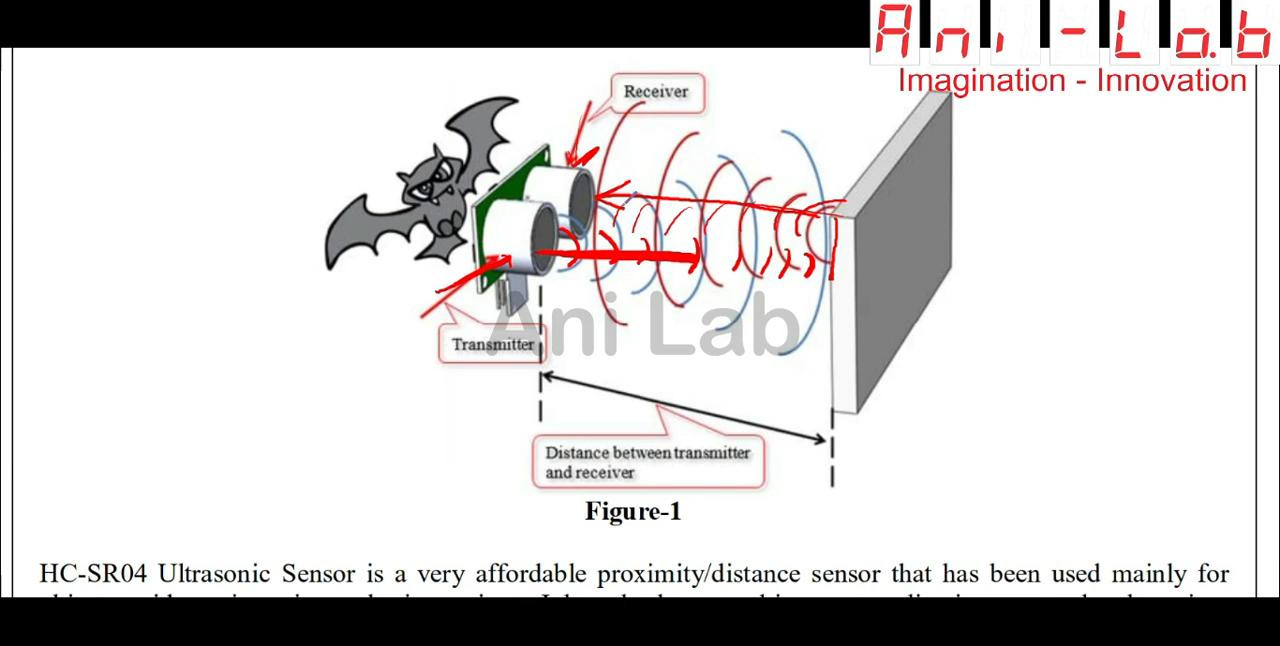 Ani-Lab
Imagination - Innovation
Receiver
Ani Lab
Transmitter
Distance between transmitter
and receiver
Figure-1
HC-SR04 Ultrasonic Sensor is a very affordable proximity/distance sensor that has been used mainly for